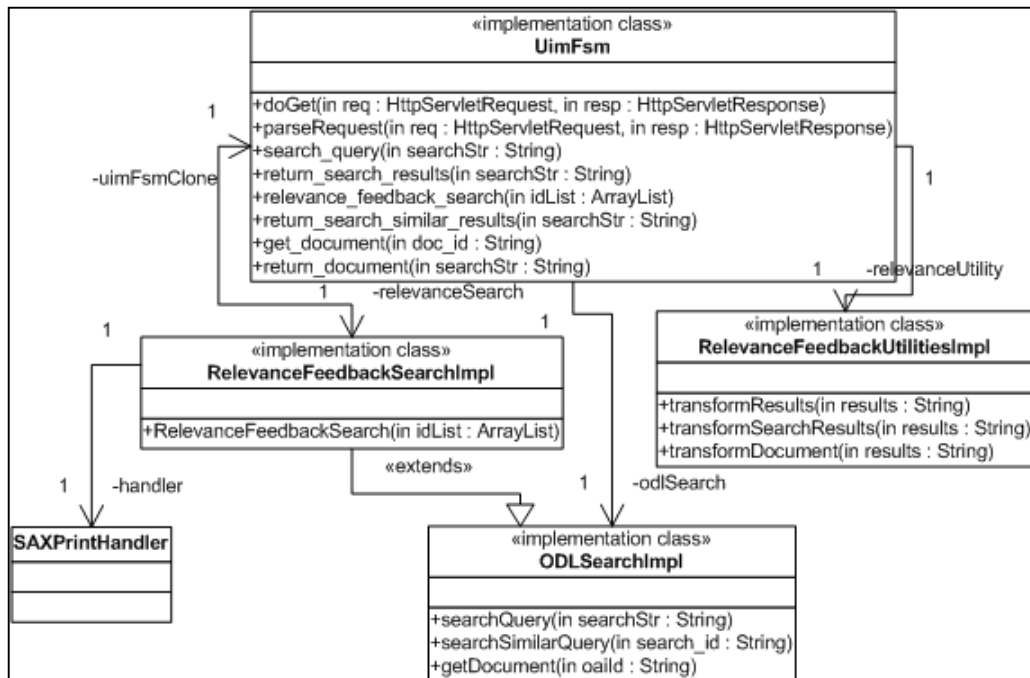 «implementation class»
UimFsm
+doGet(in req : HttpServletRequest, in resp : HttpServletResponse)
+parseRequest(in req : HttpServletRequest, in resp : HttpServletResponse)
+search_query(in searchStr : String)
+return_search_results(in searchStr : String)
+relevance_feedback_search(in idList : ArrayList)
+return_search_similar_results(in searchStr : String)
+get_document(in doc_id : String)
+return_document(in searchStr : String)
1
-uimFsmClone
1
1
-relevanceUtility
1
-relevanceSearch
1
1
«implementation class»
RelevanceFeedbackSearchImpl
+RelevanceFeedbackSearch(in idList : ArrayList)
«implementation class»
RelevanceFeedbackUtilitiesImpl
+transformResults(in results : String)
+transformSearchResults(in results : String)
+transformDocument(in results : String)
«extends»
1
-handler
1
-odlSearch
SAXPrintHandler
«implementation class»
ODLSearchImpl
+searchQuery(in searchStr : String)
+searchSimilarQuery(in search_id : String)
+getDocument(in oaiId : String)